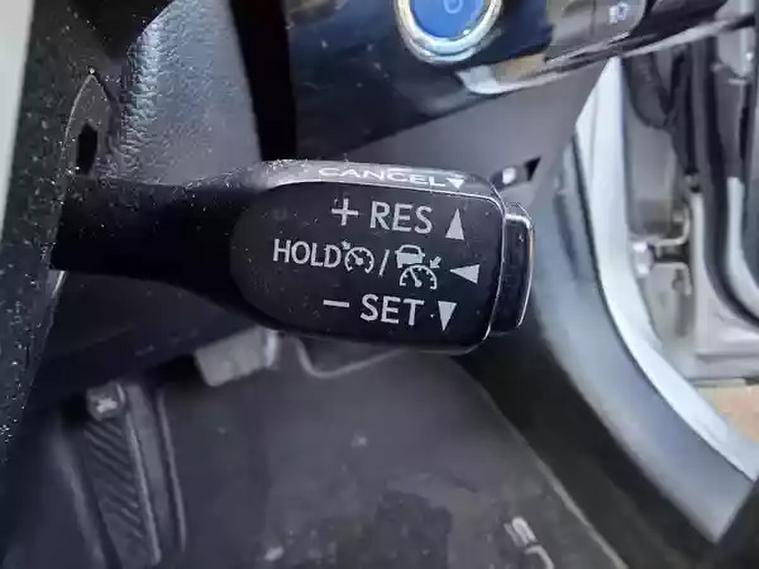 CANCEL▼
+ RES ▲
HOLD / ◀
− SET ▼